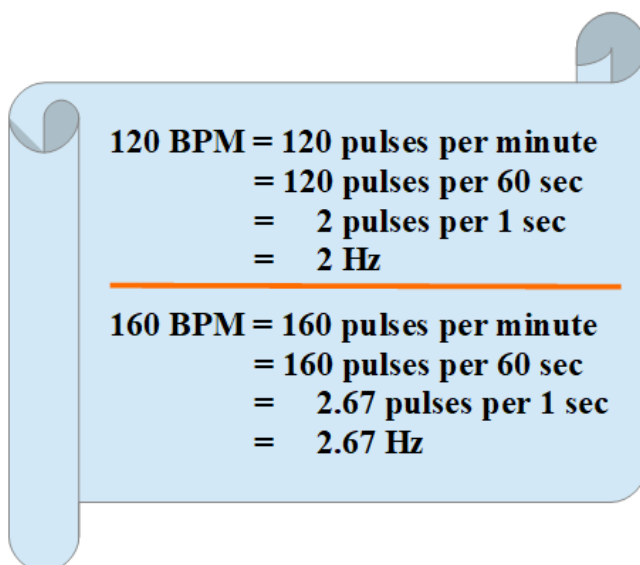 120 BPM = 120 pulses per minute
= 120 pulses per 60 sec
= 2 pulses per 1 sec
= 2 Hz
160 BPM = 160 pulses per minute
= 160 pulses per 60 sec
= 2.67 pulses per 1 sec
= 2.67 Hz